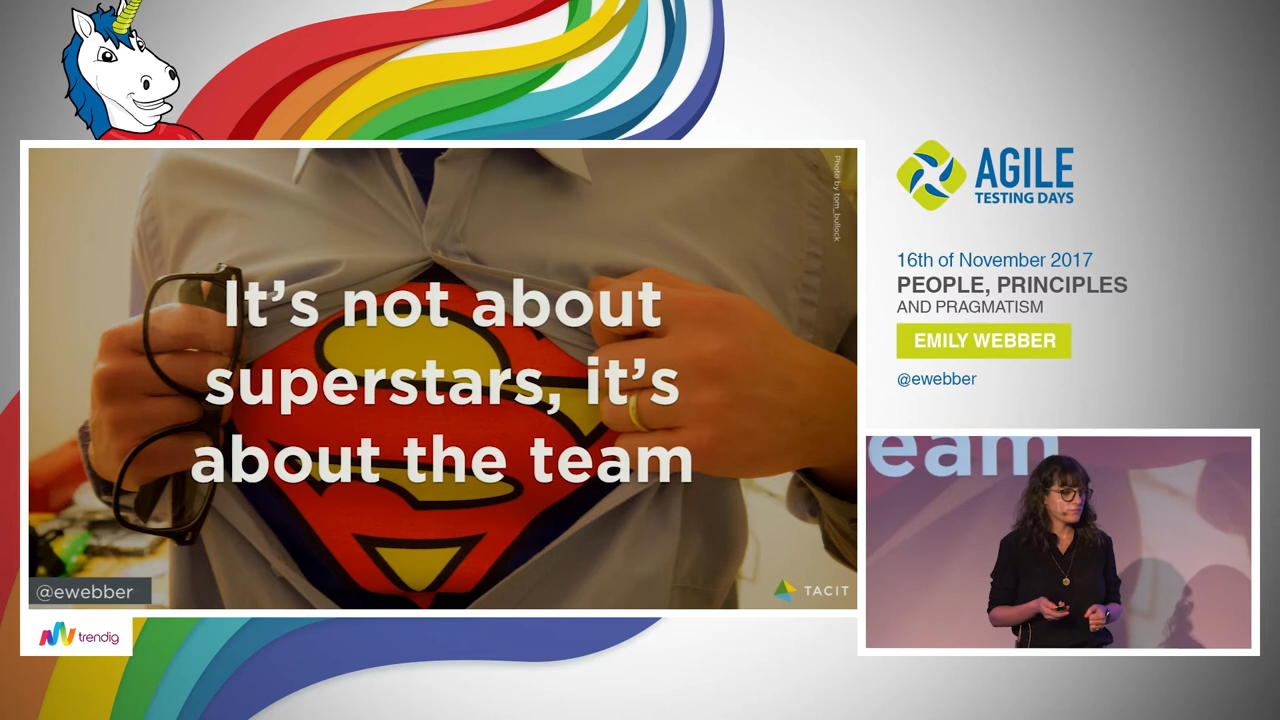 It's not about
superstars, it's
about the team
Photo by tom_bullock
@ewebber
TACIT
trendig
AGILE
TESTING DAYS
16th of November 2017
PEOPLE, PRINCIPLES
AND PRAGMATISM
EMILY WEBBER
@ewebber
eam